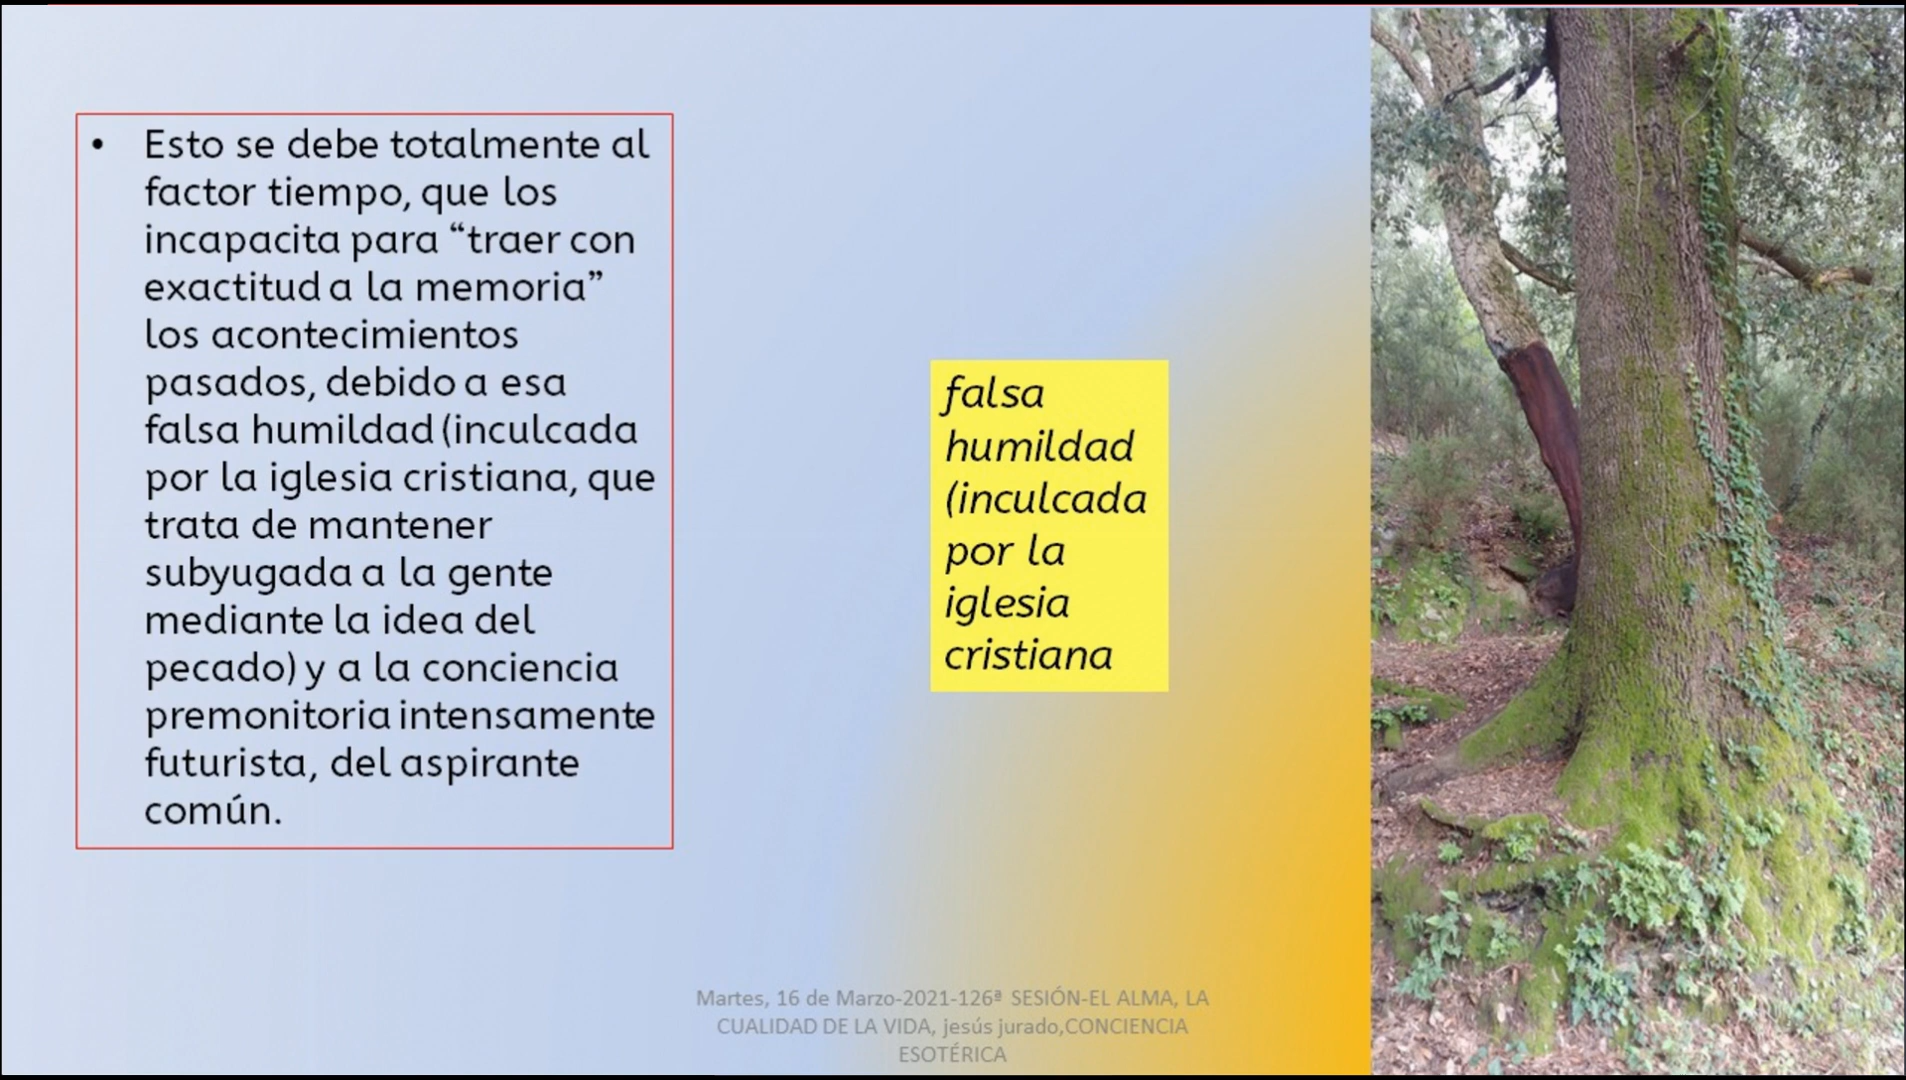 • Esto se debe totalmente al
factor tiempo, que los
incapacita para “traer con
exactitud a la memoria”
los acontecimientos
pasados, debido a esa
falsa humildad (inculcada
por la iglesia cristiana, que
trata de mantener
subyugada a la gente
mediante la idea del
pecado) y a la conciencia
premonitoria intensamente
futurista, del aspirante
común.
falsa
humildad
(inculcada
por la
iglesia
cristiana
Martes, 16 de Marzo-2021-126ª SESIÓN-EL ALMA, LA
CUALIDAD DE LA VIDA, jesús jurado,CONCIENCIA
ESOTÉRICA